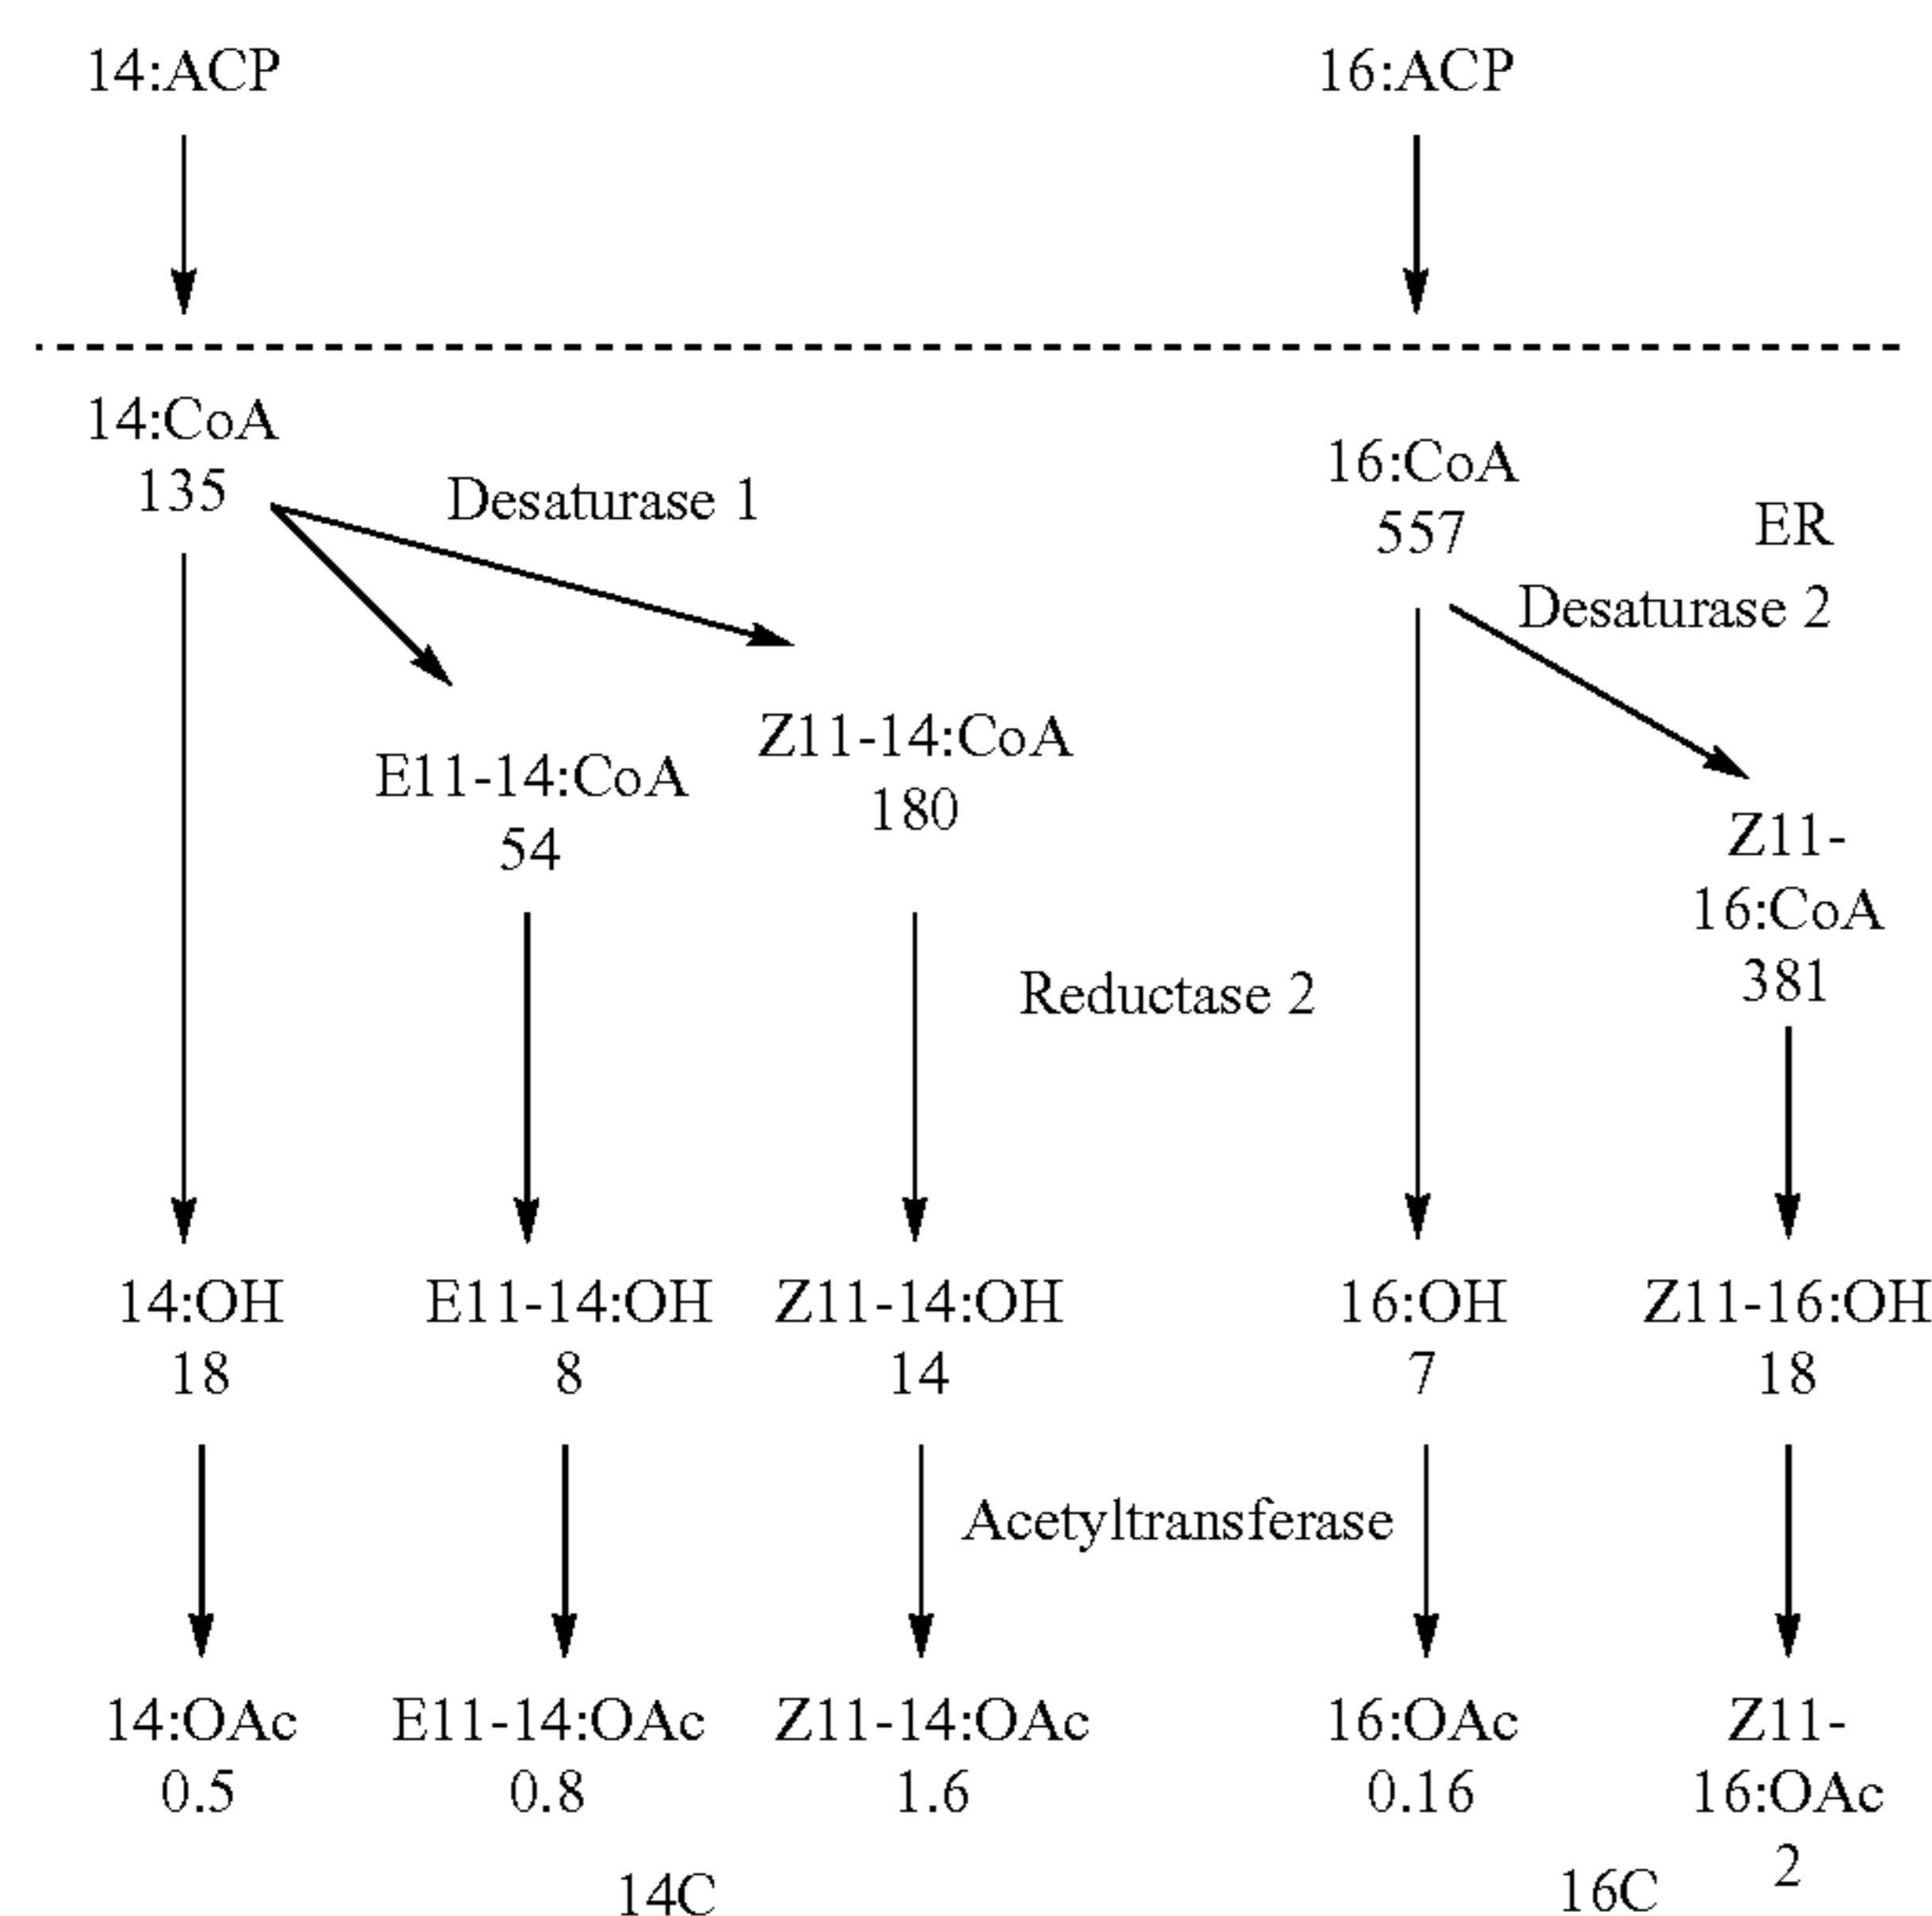 14:ACP
16:ACP
14:CoA
135
Desaturase 1
16:CoA
557
ER
Desaturase 2
E11-14:CoA
54
Z11-14:CoA
180
Z11-
16:CoA
381
Reductase 2
14:OH
18
E11-14:OH
8
Z11-14:OH
14
16:OH
7
Z11-16:OH
18
Acetyltransferase
14:OAc
0.5
E11-14:OAc
0.8
Z11-14:OAc
1.6
16:OAc
0.16
Z11-
16:OAc
2
14C
16C